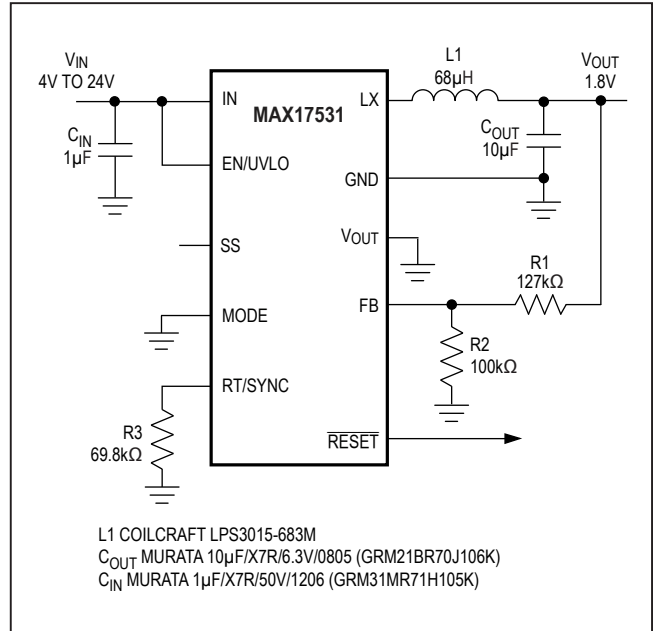 VIN
4V TO 24V
CIN
1µF
IN
EN/UVLO
SS
MODE
RT/SYNC
R3
69.8kΩ
MAX17531
LX
GND
VOUT
FB
RESET
L1
68µH
VOUT
1.8V
COUT
10µF
R1
127kΩ
R2
100kΩ
L1 COILCRAFT LPS3015-683M
COUT MURATA 10µF/X7R/6.3V/0805 (GRM21BR70J106K)
CIN MURATA 1µF/X7R/50V/1206 (GRM31MR71H105K)